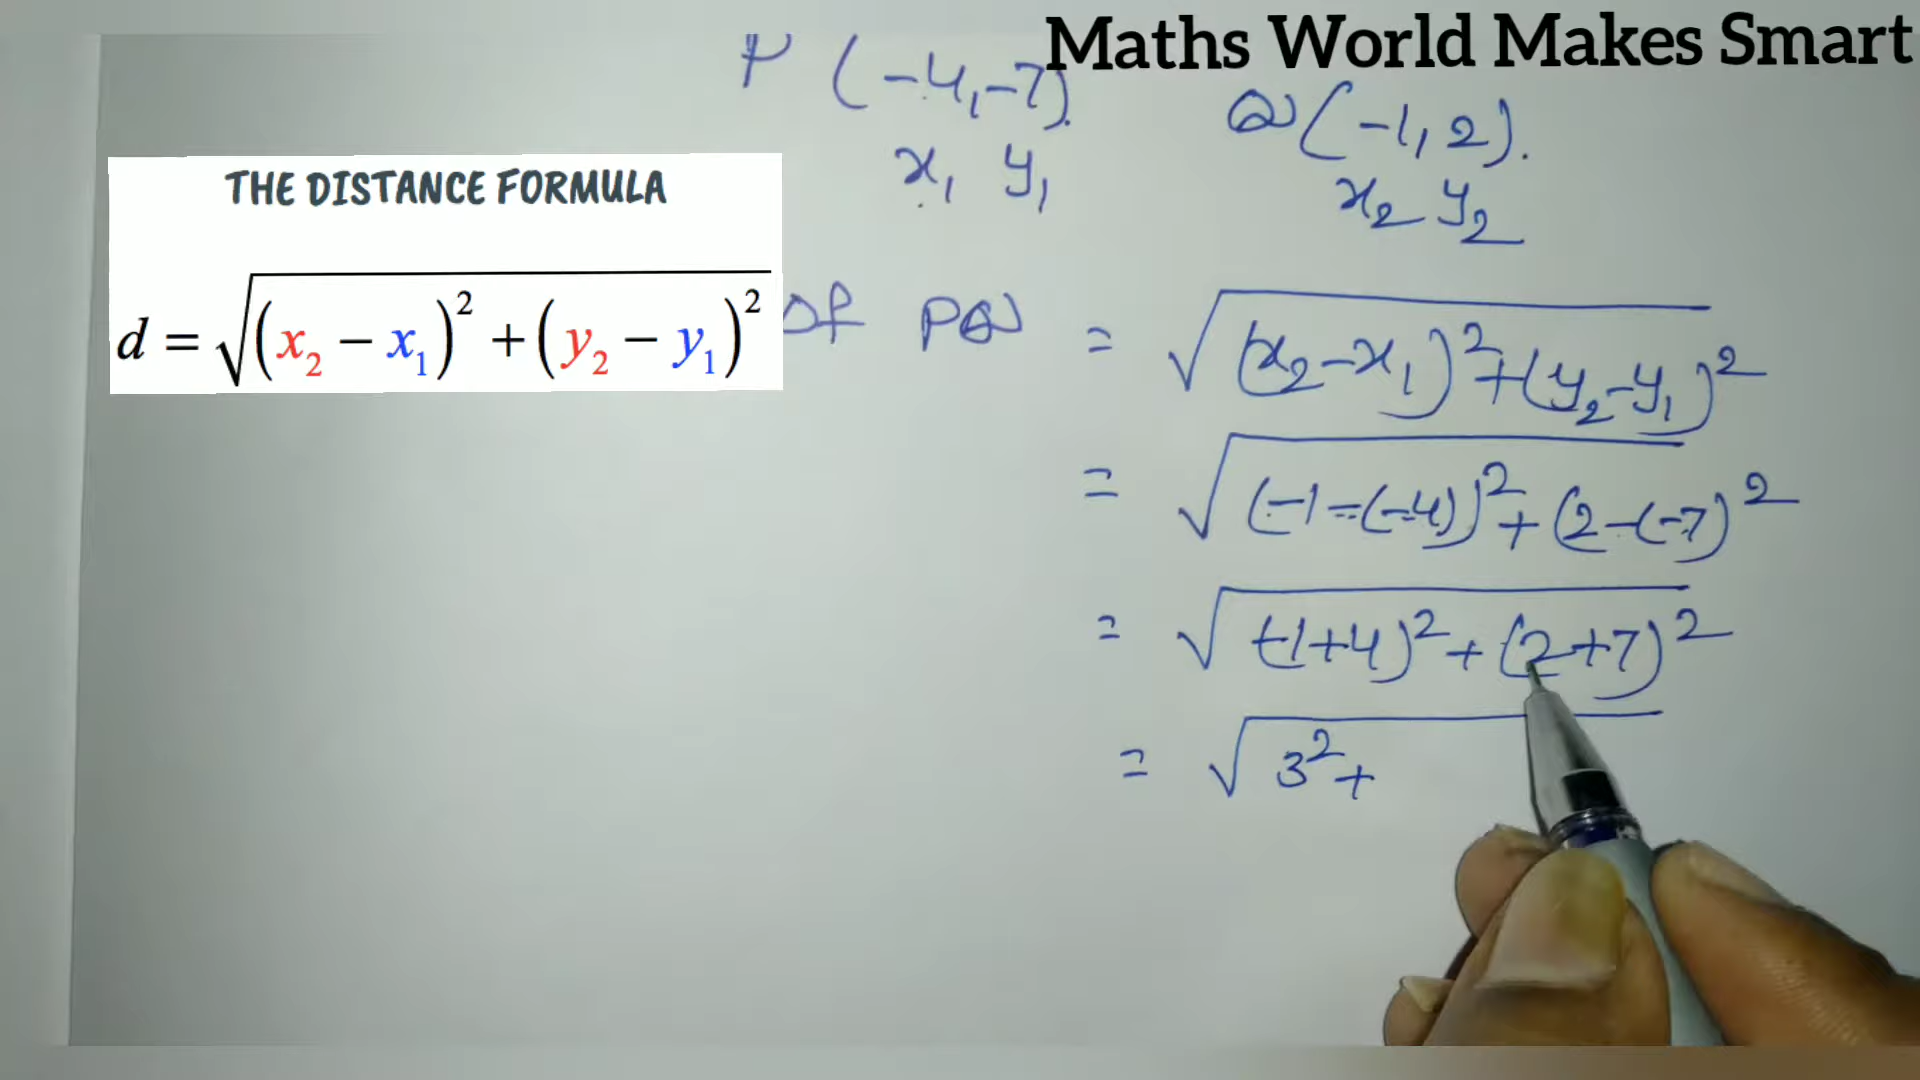 Maths World Makes Smart
P (-4,-7).
Q(-1, 2).
x₁ y₁
x₂ y₂
THE DISTANCE FORMULA
d = √(x₂ − x₁)² + (y₂ − y₁)²
Of PQ = √(x₂-x₁)²+(y₂-y₁)²
= √(-1-(-4))²+(2-(-7)²
= √(-1+4)²+(2+7)²
= √3²+